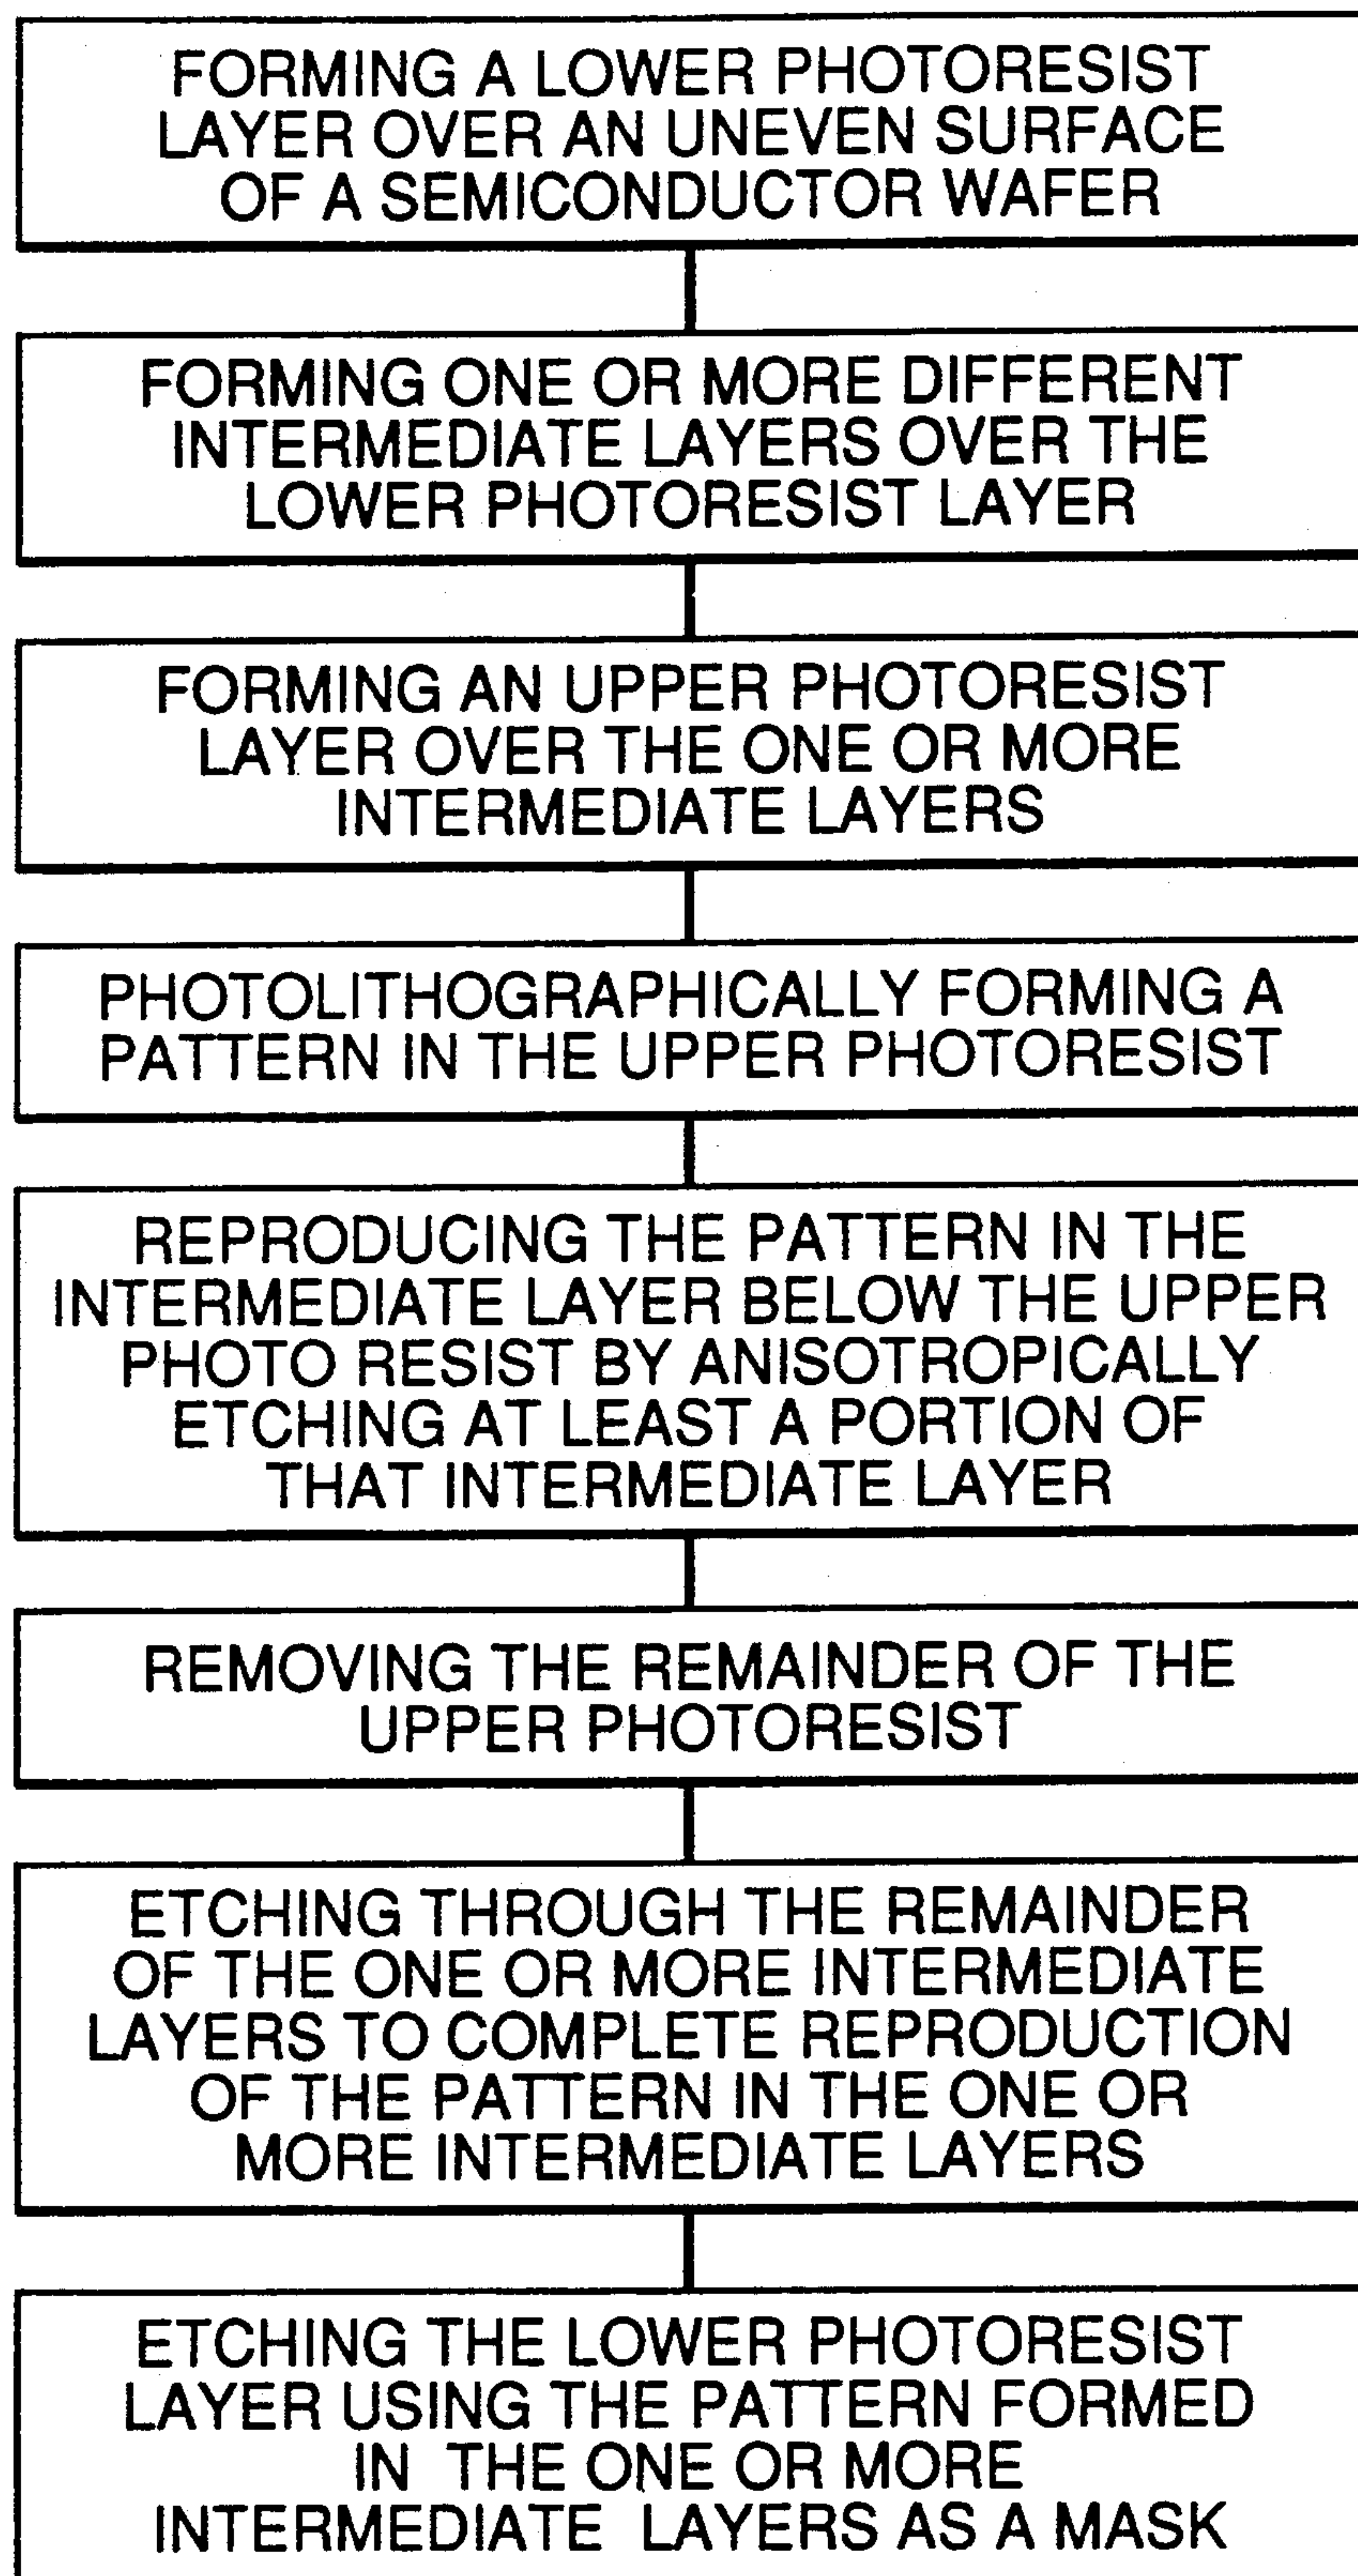 FORMING A LOWER PHOTORESIST
LAYER OVER AN UNEVEN SURFACE
OF A SEMICONDUCTOR WAFER
FORMING ONE OR MORE DIFFERENT
INTERMEDIATE LAYERS OVER THE
LOWER PHOTORESIST LAYER
FORMING AN UPPER PHOTORESIST
LAYER OVER THE ONE OR MORE
INTERMEDIATE LAYERS
PHOTOLITHOGRAPHICALLY FORMING A
PATTERN IN THE UPPER PHOTORESIST
REPRODUCING THE PATTERN IN THE
INTERMEDIATE LAYER BELOW THE UPPER
PHOTO RESIST BY ANISOTROPICALLY
ETCHING AT LEAST A PORTION OF
THAT INTERMEDIATE LAYER
REMOVING THE REMAINDER OF THE
UPPER PHOTORESIST
ETCHING THROUGH THE REMAINDER
OF THE ONE OR MORE INTERMEDIATE
LAYERS TO COMPLETE REPRODUCTION
OF THE PATTERN IN THE ONE OR
MORE INTERMEDIATE LAYERS
ETCHING THE LOWER PHOTORESIST
LAYER USING THE PATTERN FORMED
IN THE ONE OR MORE
INTERMEDIATE LAYERS AS A MASK